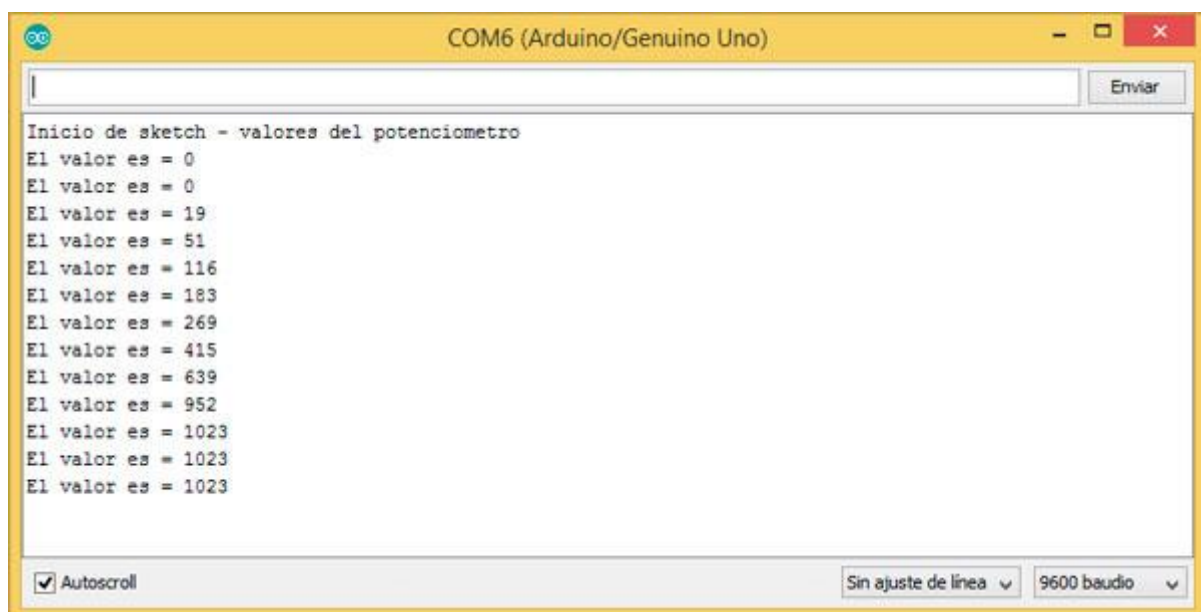 COM6 (Arduino/Genuino Uno)
Enviar
Inicio de sketch - valores del potenciometro
El valor es = 0
El valor es = 0
El valor es = 19
El valor es = 51
El valor es = 116
El valor es = 183
El valor es = 269
El valor es = 415
El valor es = 639
El valor es = 952
El valor es = 1023
El valor es = 1023
El valor es = 1023
Autoscroll
Sin ajuste de línea
9600 baudio